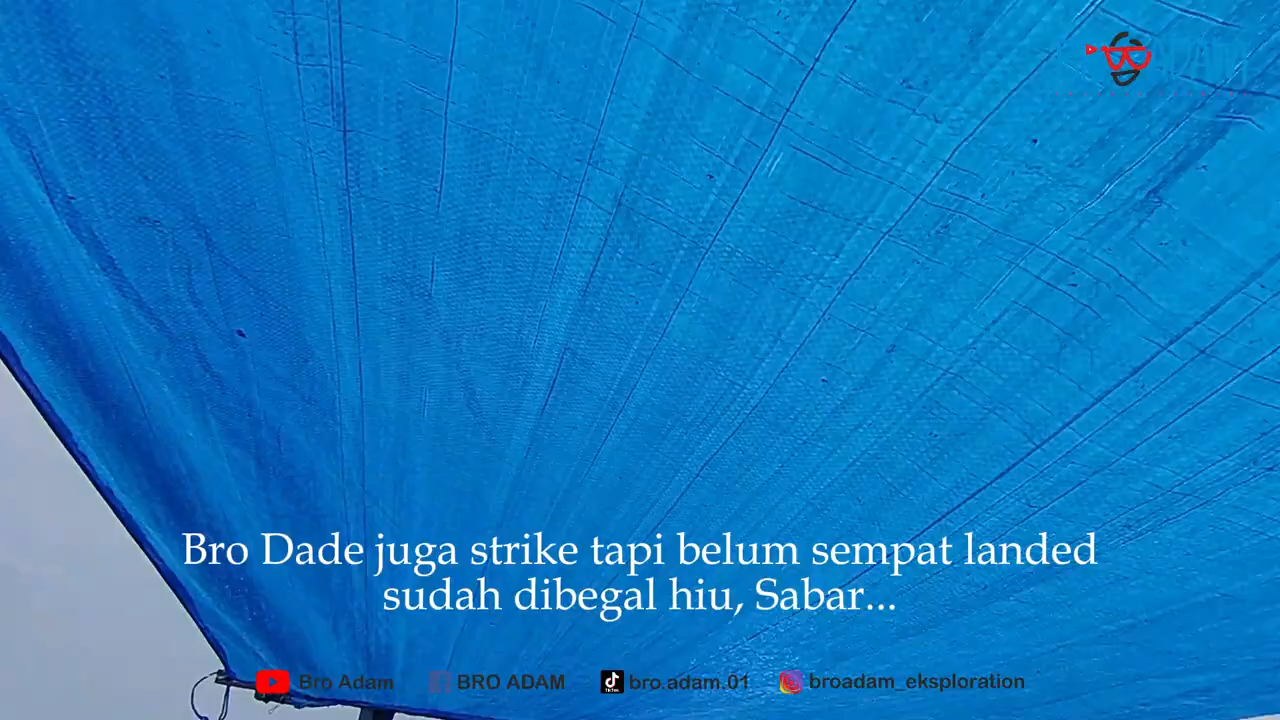 ADAM
Bro Dade juga strike tapi belum sempat landed
sudah dibegal hiu, Sabar...
Bro Adam BRO ADAM bro.adam.01 broadam_eksploration